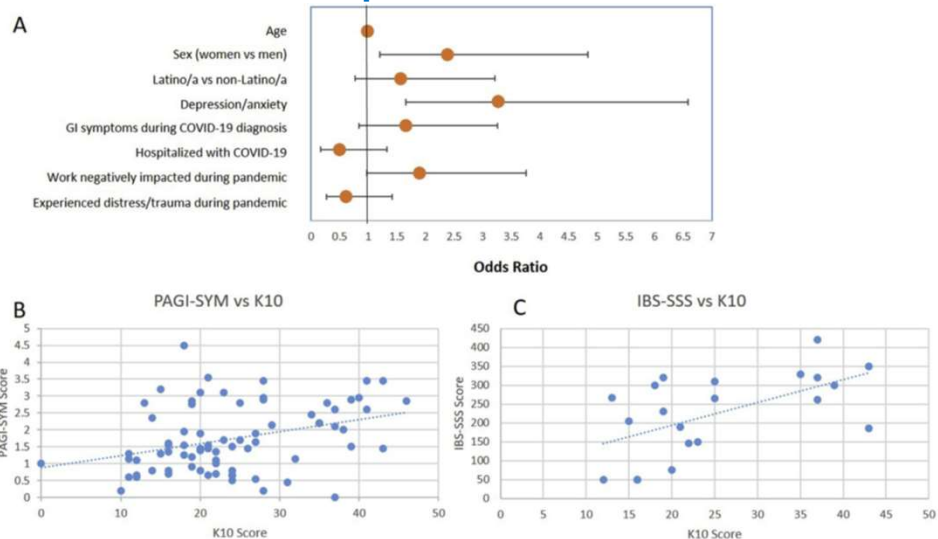 A
Age
Sex (women vs men)
Latino/a vs non-Latino/a
Depression/anxiety
GI symptoms during COVID-19 diagnosis
Hospitalized with COVID-19
Work negatively impacted during pandemic
Experienced distress/trauma during pandemic
0 0.5 1 1.5 2 2.5 3 3.5 4 4.5 5 5.5 6 6.5 7
Odds Ratio
B
PAGI-SYM vs K10
5
4.5
4
3.5
3
2.5
2
1.5
1
0.5
0
PAGI-SYM Score
0 10 20 30 40 50
K10 Score
C
IBS-SSS vs K10
450
400
350
300
250
200
150
100
50
0
IBS-SSS Score
0 5 10 15 20 25 30 35 40 45 50
K10 Score